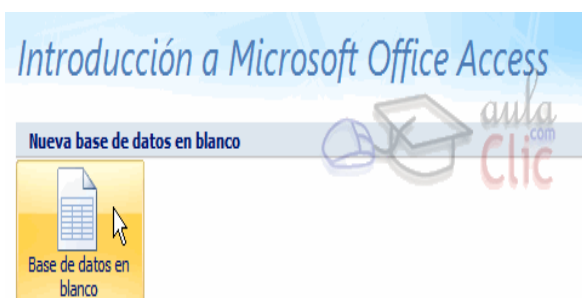 Introducción a Microsoft Office Access
aula
.com
Nueva base de datos en blanco
Clic
Base de datos en
blanco